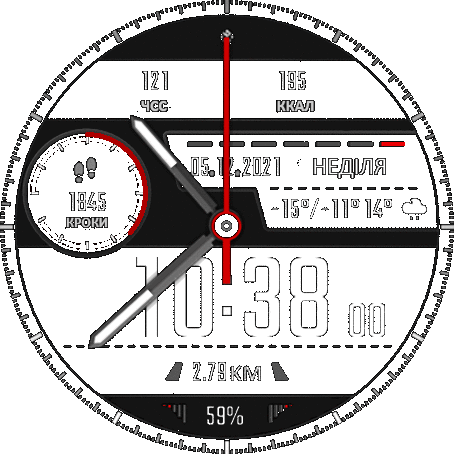 121 195
ЧСС ККАЛ
05.12.2021 НЕДІЛЯ
1845 -15°/-11° 14°
КРОКИ
10:38 00
2.79 КМ
59%